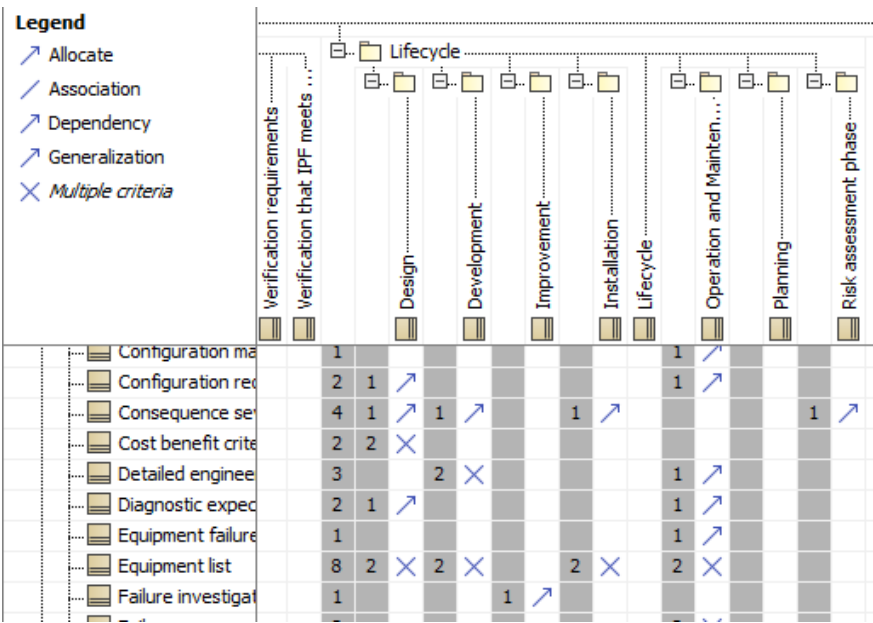 Legend
Allocate
Association
Dependency
Generalization
Multiple criteria
Lifecycle
Verification requirements
Verification that IPF meets ...
Design
Development
Improvement
Installation
Lifecycle
Operation and Mainten...
Planning
Risk assessment phase
Configuration ma 1 1
Configuration rec 2 1 1
Consequence se 4 1 1 1 1
Cost benefit crite 2 2
Detailed enginee 3 2 1
Diagnostic expec 2 1 1
Equipment failure 1 1
Equipment list 8 2 2 2 2
Failure investigat 1 1